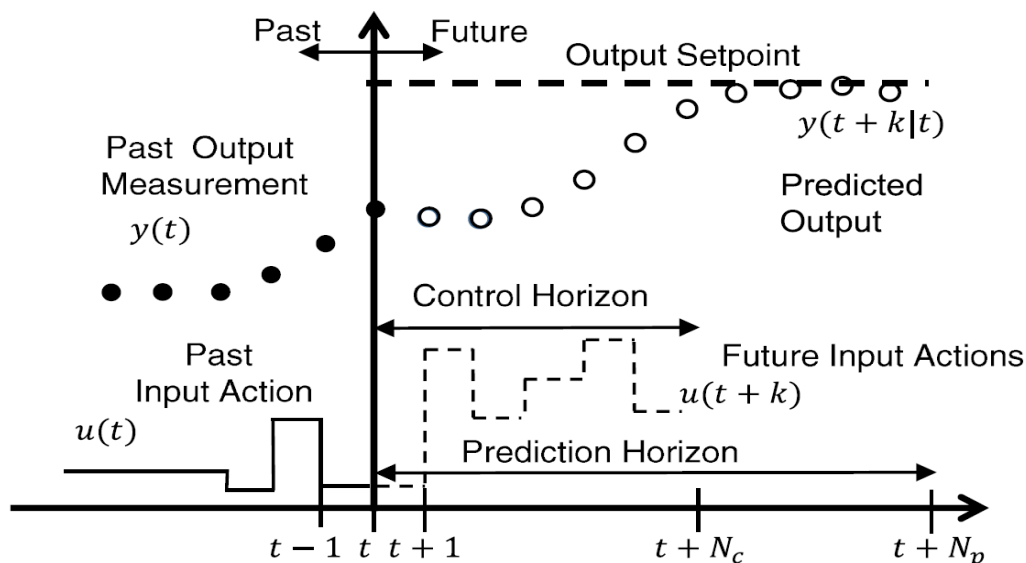 Past Future
Output Setpoint
y(t + k|t)
Past Output
Measurement
y(t)
Predicted
Output
Control Horizon
Past
Input Action
u(t)
Future Input Actions
u(t + k)
Prediction Horizon
t − 1 t t + 1 t + N_c t + N_p